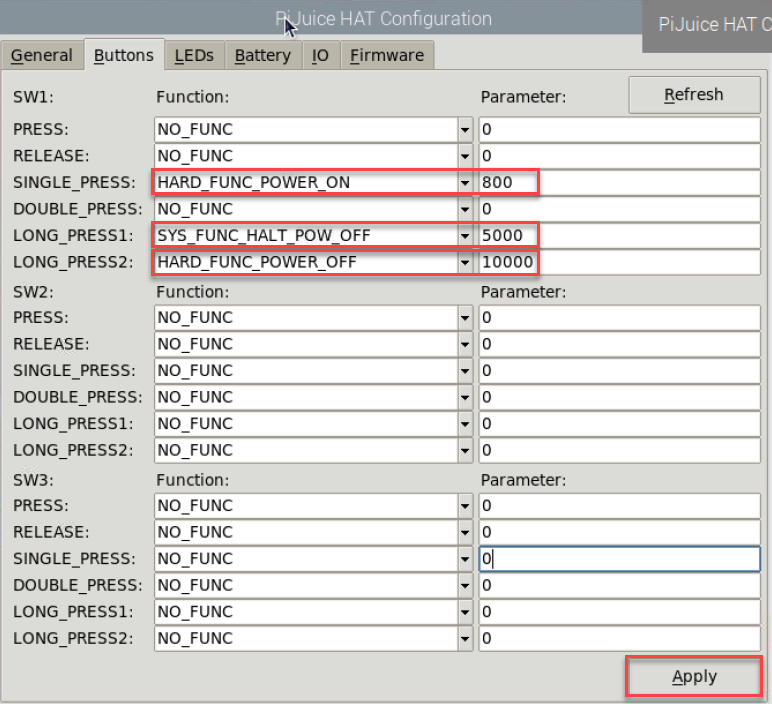 PiJuice HAT Configuration
PiJuice HAT C
General Buttons LEDs Battery IO Firmware
SW1: Function: Parameter: Refresh
PRESS: NO_FUNC 0
RELEASE: NO_FUNC 0
SINGLE_PRESS: HARD_FUNC_POWER_ON 800
DOUBLE_PRESS: NO_FUNC 0
LONG_PRESS1: SYS_FUNC_HALT_POW_OFF 5000
LONG_PRESS2: HARD_FUNC_POWER_OFF 10000
SW2: Function: Parameter:
PRESS: NO_FUNC 0
RELEASE: NO_FUNC 0
SINGLE_PRESS: NO_FUNC 0
DOUBLE_PRESS: NO_FUNC 0
LONG_PRESS1: NO_FUNC 0
LONG_PRESS2: NO_FUNC 0
SW3: Function: Parameter:
PRESS: NO_FUNC 0
RELEASE: NO_FUNC 0
SINGLE_PRESS: NO_FUNC 0
DOUBLE_PRESS: NO_FUNC 0
LONG_PRESS1: NO_FUNC 0
LONG_PRESS2: NO_FUNC 0
Apply